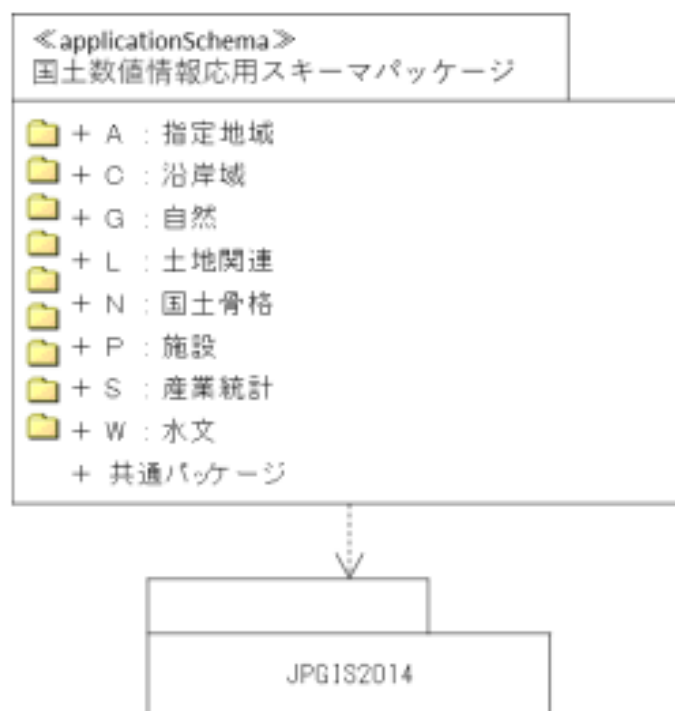 ≪applicationSchema≫
国土数値情報応用スキーマパッケージ
+ A : 指定地域
+ C : 沿岸域
+ G : 自然
+ L : 土地関連
+ N : 国土骨格
+ P : 施設
+ S : 産業統計
+ W : 水文
+ 共通パッケージ
JPGIS2014